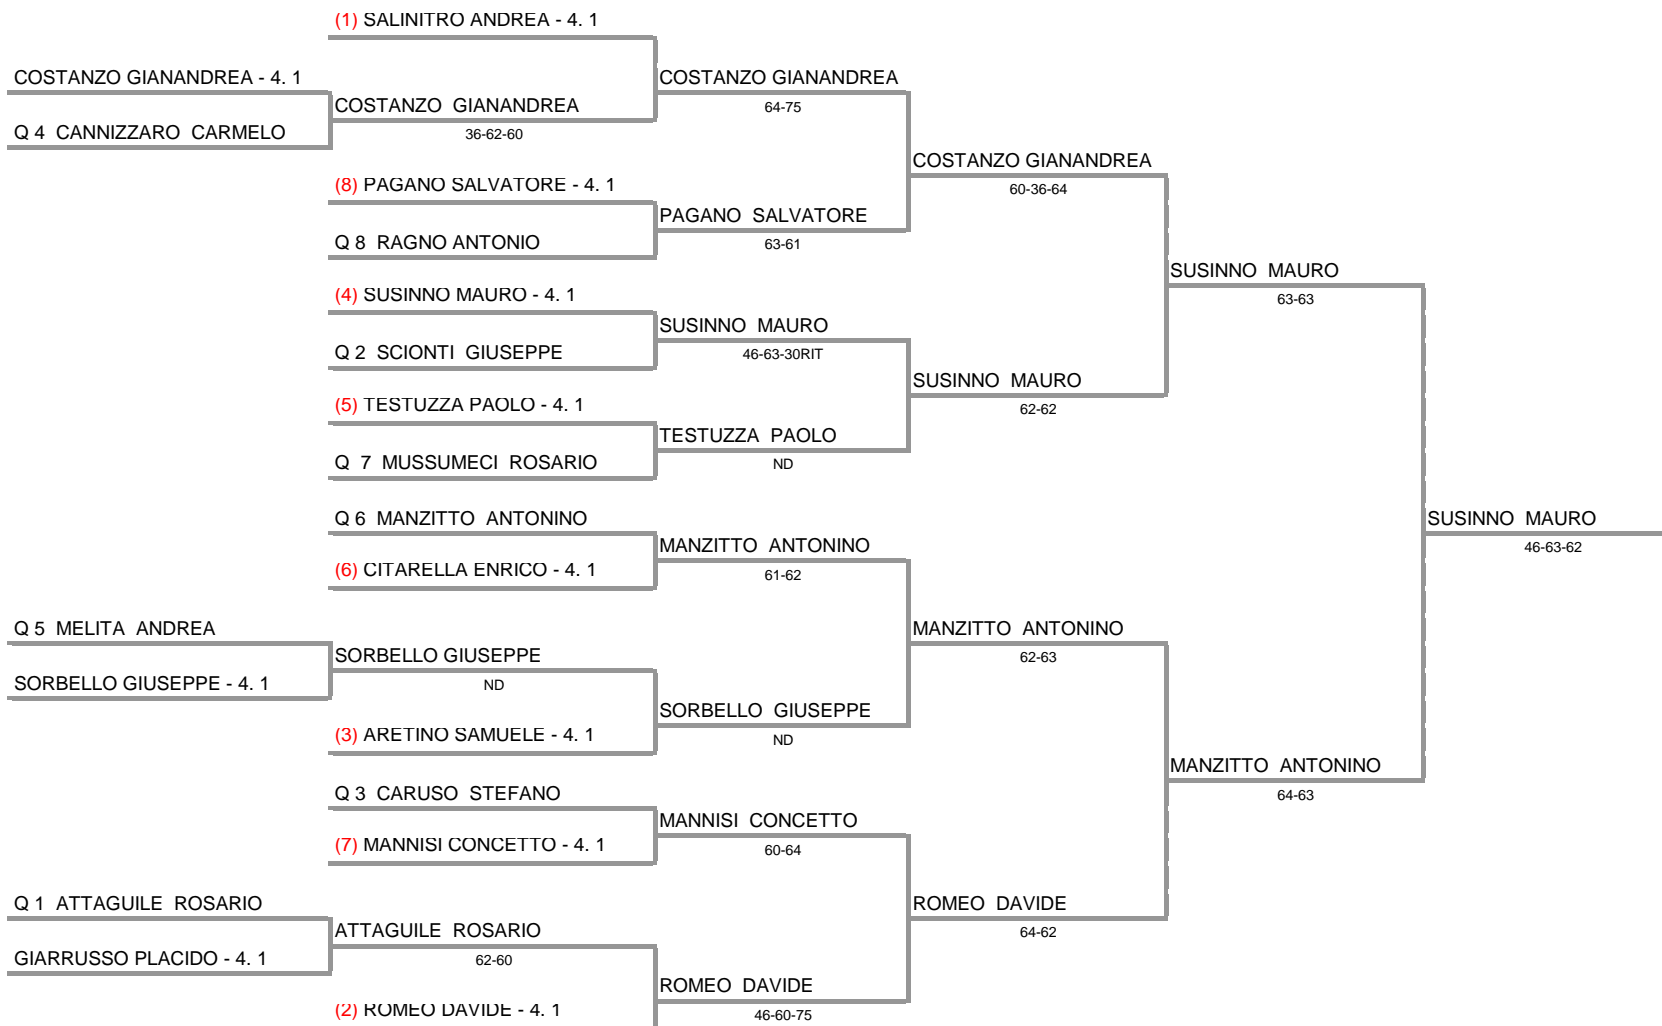 (1) SALINITRO ANDREA - 4. 1
COSTANZO GIANANDREA - 4. 1
COSTANZO GIANANDREA
COSTANZO GIANANDREA
64-75
Q 4 CANNIZZARO CARMELO
36-62-60
COSTANZO GIANANDREA
60-36-64
(8) PAGANO SALVATORE - 4. 1
PAGANO SALVATORE
Q 8 RAGNO ANTONIO
63-61
SUSINNO MAURO
63-63
(4) SUSINNO MAURO - 4. 1
SUSINNO MAURO
Q 2 SCIONTI GIUSEPPE
46-63-30RIT
SUSINNO MAURO
62-62
(5) TESTUZZA PAOLO - 4. 1
TESTUZZA PAOLO
Q 7 MUSSUMECI ROSARIO
ND
Q 6 MANZITTO ANTONINO
SUSINNO MAURO
46-63-62
MANZITTO ANTONINO
(6) CITARELLA ENRICO - 4. 1
61-62
Q 5 MELITA ANDREA
MANZITTO ANTONINO
62-63
SORBELLO GIUSEPPE
SORBELLO GIUSEPPE - 4. 1
ND
SORBELLO GIUSEPPE
(3) ARETINO SAMUELE - 4. 1
ND
MANZITTO ANTONINO
64-63
Q 3 CARUSO STEFANO
MANNISI CONCETTO
(7) MANNISI CONCETTO - 4. 1
60-64
Q 1 ATTAGUILE ROSARIO
ROMEO DAVIDE
64-62
ATTAGUILE ROSARIO
GIARRUSSO PLACIDO - 4. 1
62-60
ROMEO DAVIDE
(2) ROMEO DAVIDE - 4. 1
46-60-75